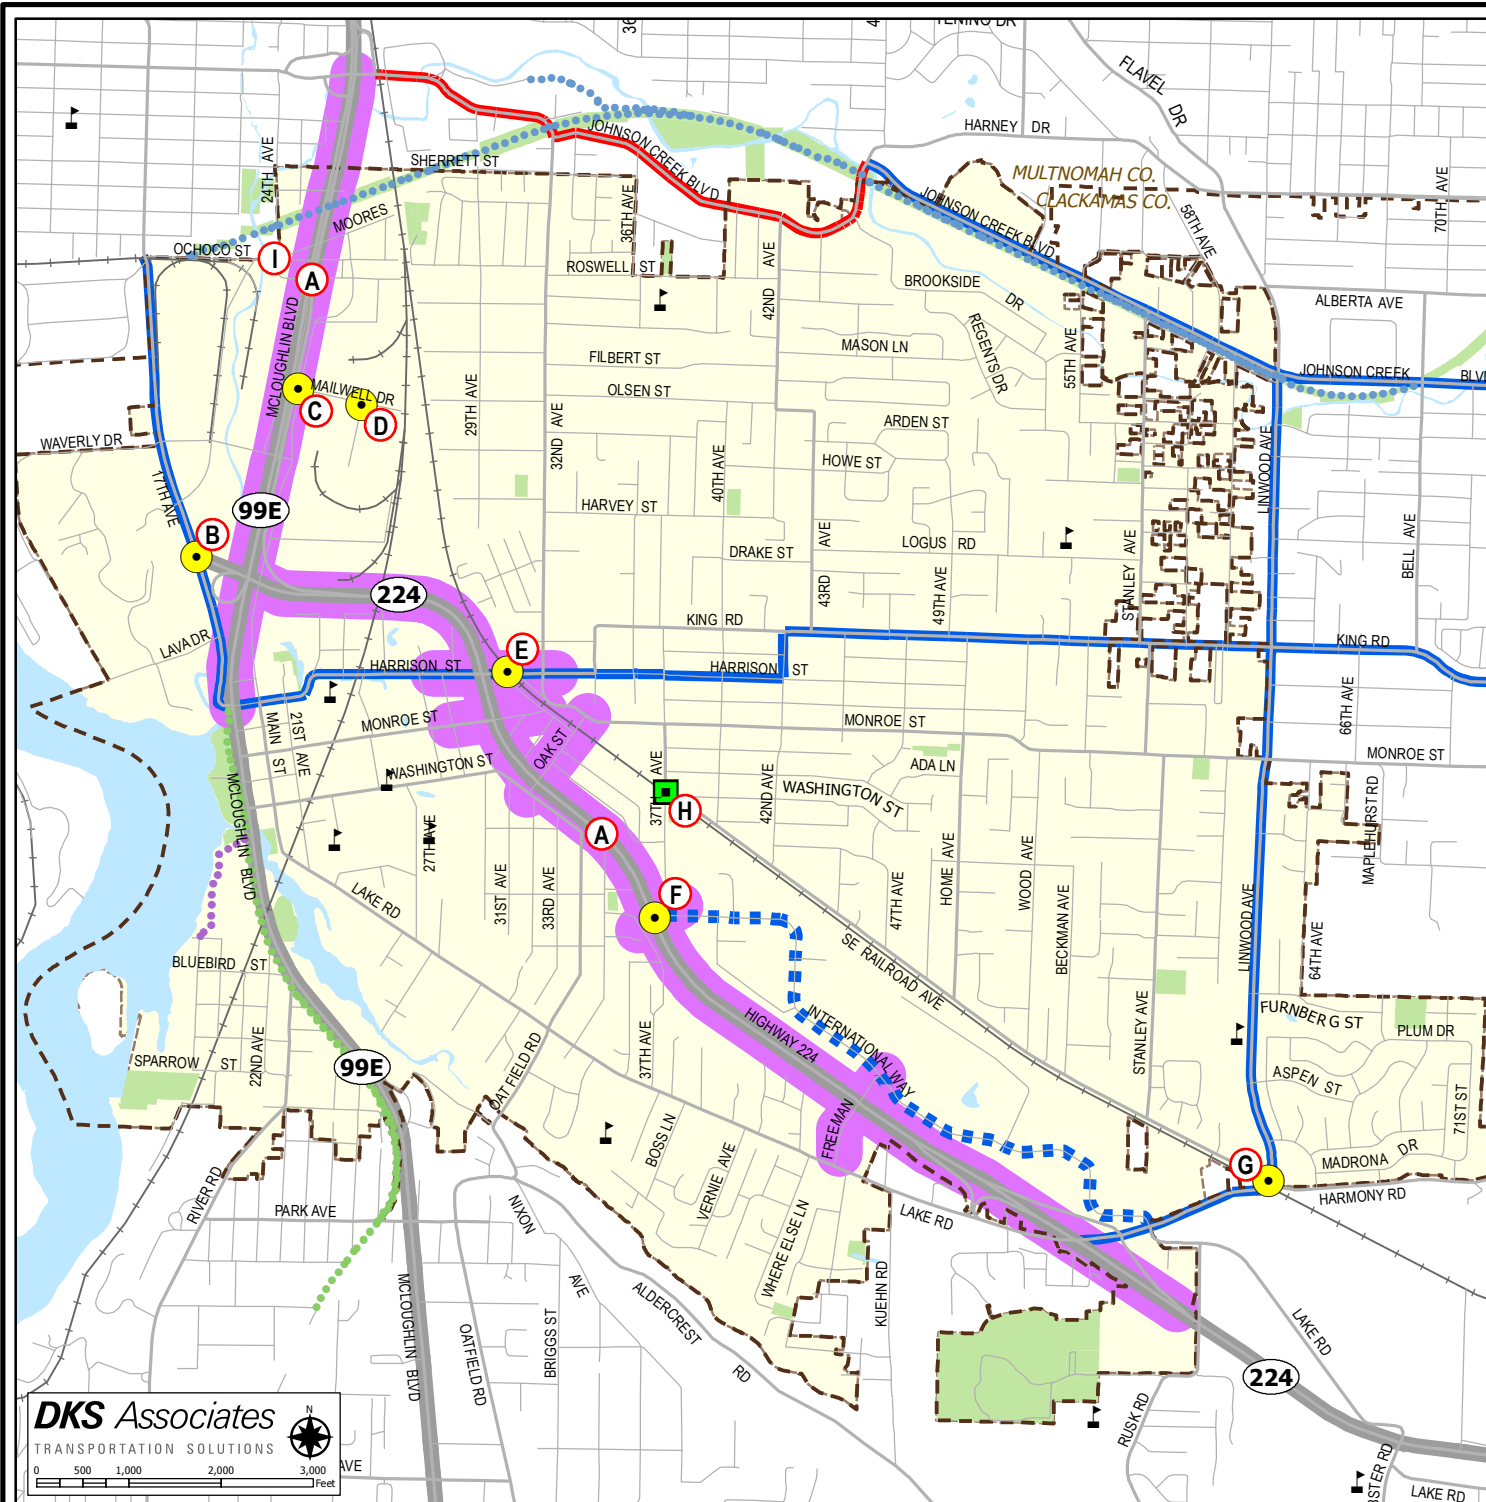 TENINO DR
FLAVEL DR
HARNEY DR
MULTNOMAH CO.
CLACKAMAS CO.
24TH AVE
SHERRETT ST
JOHNSON CREEK BLVD
MOORES
36TH AVE
OCHOCO ST
I
A
ROSWELL ST
42ND AVE
JOHNSON CREEK BLVD
58TH AVE
70TH AVE
BROOKSIDE DR
ALBERTA AVE
MCLOUGHLIN BLVD
FILBERT ST
MASON LN
REGENTS DR
55TH AVE
JOHNSON CREEK
MAILWELL DR
C
D
29TH AVE
OLSEN ST
32ND AVE
ARDEN ST
WAVERLY DR
17TH AVE
40TH AVE
HOWE ST
LINWOOD AVE
99E
HARVEY ST
B
DRAKE ST
43RD AVE
LOGUS RD
STANLEY AVE
BELL AVE
224
49TH AVE
KING RD
KING RD
LAVA DR
E
HARRISON ST
HARRISON ST
MAIN ST
21ST AVE
MONROE ST
OAK ST
MONROE ST
66TH AVE
MONROE ST
WASHINGTON ST
37TH AVE
42ND AVE
WASHINGTON ST
ADA LN
H
MCLOUGHLIN BLVD
27TH AVE
A
MAPLEHURST RD
LAKE RD
31ST AVE
33RD AVE
F
47TH AVE
HOME AVE
WOOD AVE
BECKMAN AVE
LINWOOD AVE
64TH AVE
BLUEBIRD ST
SE RAILROAD AVE
STANLEY AVE
FURNBERG ST
PLUM DR
INTERNATIONAL WAY
HIGHWAY 224
22ND AVE
SPARROW ST
99E
OATFIELD RD
37TH AVE
ASPEN ST
71ST ST
FREEMAN
BOSS LN
VERNIE AVE
G
MADRONA DR
HARMONY RD
RIVER RD
PARK AVE
NIXON AVE
LAKE RD
WHERE ELSE LN
KUEHN RD
MCLOUGHLIN BLVD
OATFIELD RD
BRIGGS ST
ALDERCREST RD
LAKE RD
224
RUSK RD
LAKE RD
DKS Associates
TRANSPORTATION SOLUTIONS
N
0 500 1,000 2,000 3,000
Feet
AVE